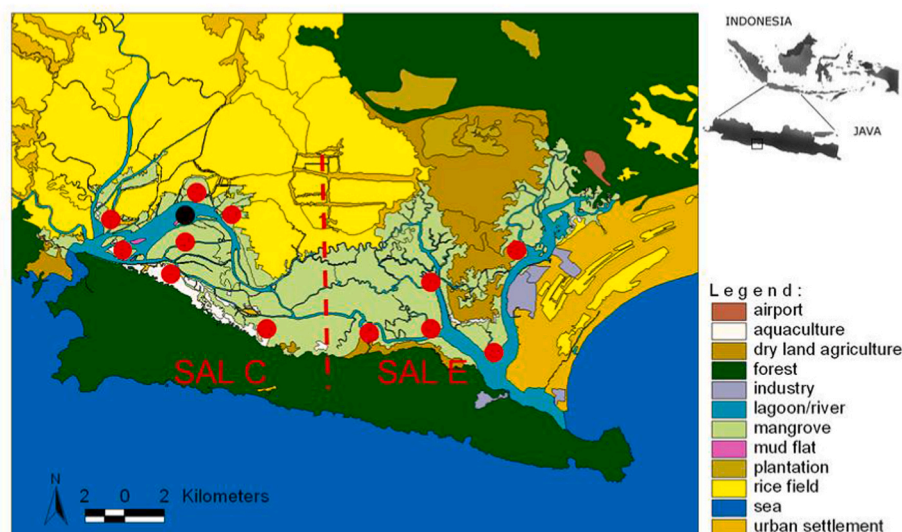 INDONESIA
JAVA
SAL C
SAL E
N
2 0 2 Kilometers
Legend :
airport
aquaculture
dry land agriculture
forest
industry
lagoon/river
mangrove
mud flat
plantation
rice field
sea
urban settlement